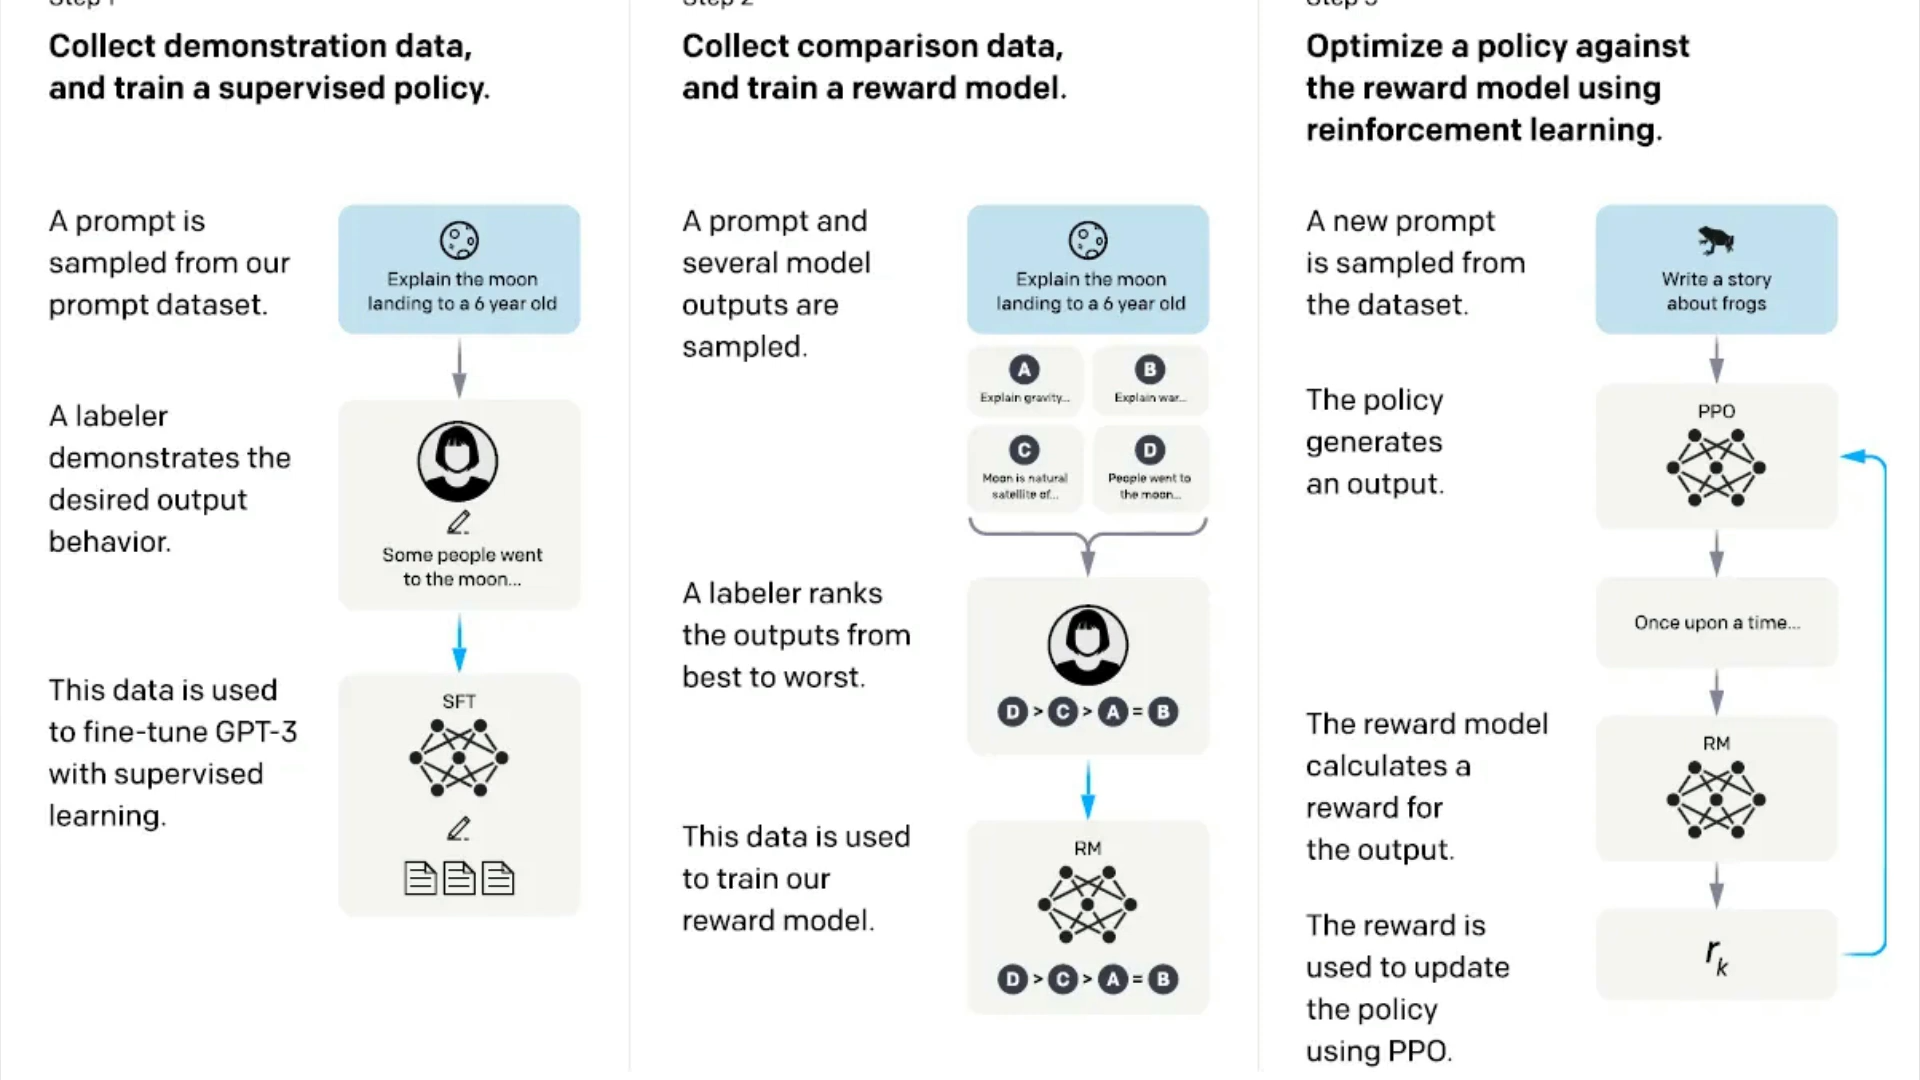 Step 1
Collect demonstration data,
and train a supervised policy.
A prompt is
sampled from our
prompt dataset.
Explain the moon
landing to a 6 year old
A labeler
demonstrates the
desired output
behavior.
Some people went
to the moon...
This data is used
to fine-tune GPT-3
with supervised
learning.
SFT
Step 2
Collect comparison data,
and train a reward model.
A prompt and
several model
outputs are
sampled.
Explain the moon
landing to a 6 year old
A
Explain gravity...
B
Explain war...
C
Moon is natural
satellite of...
D
People went to
the moon...
A labeler ranks
the outputs from
best to worst.
D > C > A = B
This data is used
to train our
reward model.
RM
D > C > A = B
Step 3
Optimize a policy against
the reward model using
reinforcement learning.
A new prompt
is sampled from
the dataset.
Write a story
about frogs
The policy
generates
an output.
PPO
Once upon a time...
The reward model
calculates a
reward for
the output.
RM
The reward is
used to update
the policy
using PPO.
r_k